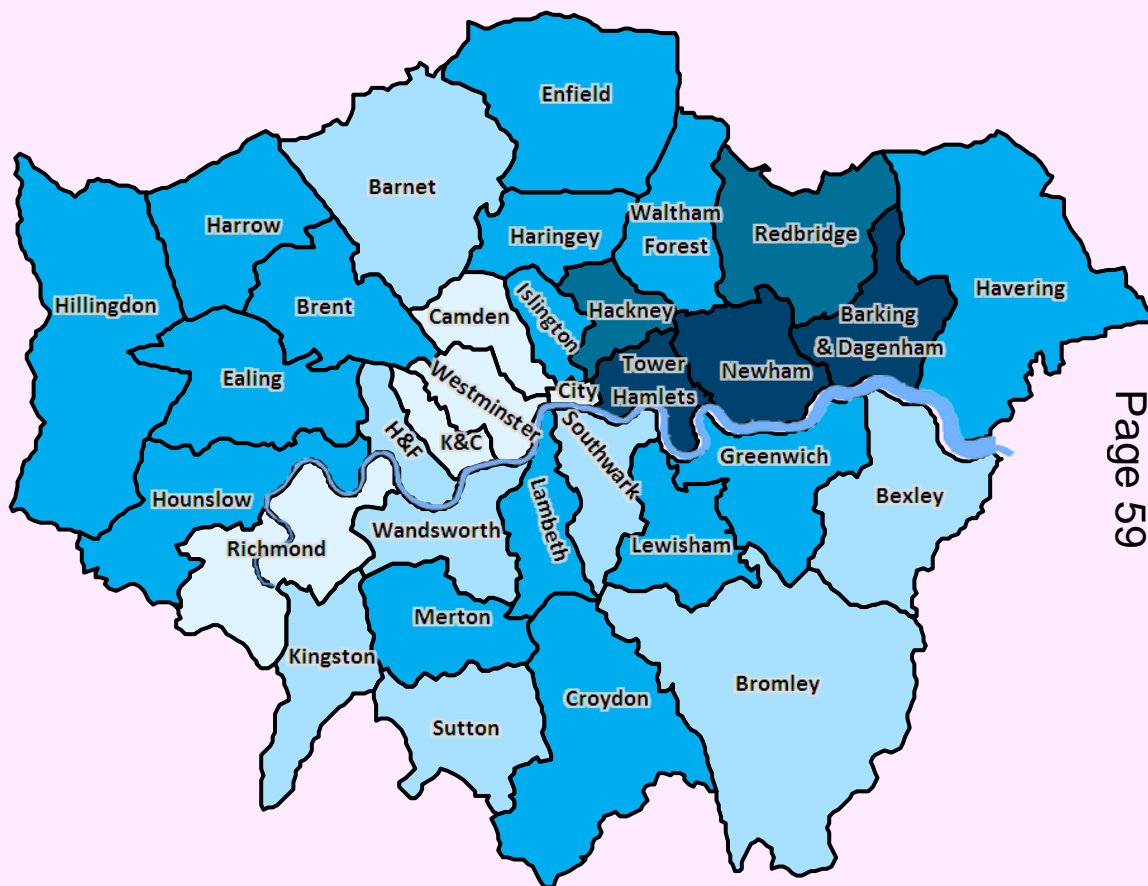 Enfield
Barnet
Harrow
Haringey
Waltham
Forest
Redbridge
Hillingdon
Brent
Camden
Islington
Hackney
Havering
Barking
& Dagenham
Ealing
Westminster
City
Tower
Hamlets
Newham
H&F
K&C
Southwark
Greenwich
Hounslow
Bexley
Richmond
Wandsworth
Lambeth
Lewisham
Merton
Kingston
Croydon
Bromley
Sutton
Page 59